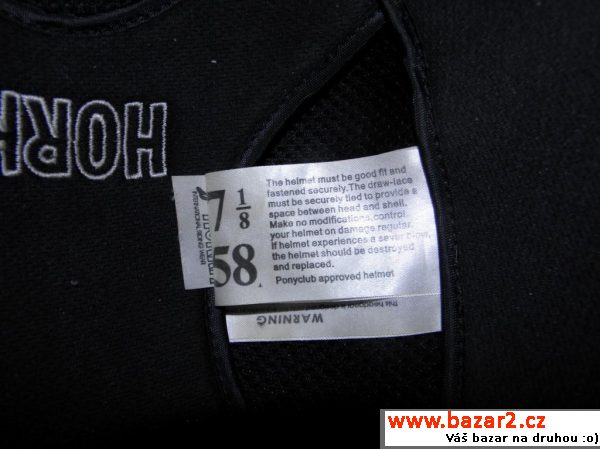 HOR
7 1/8
58
The helmet must be good fit and
fastened securely. The draw-lace
must be securely tied to provide a
space between head and shell.
Make no modifications, control
your helmet on damage regular.
If helmet experiences a sever blow,
the helmet should be destroyed
and replaced.
Ponyclub approved helmet
WARNING
www.bazar2.cz
Váš bazar na druhou :o)